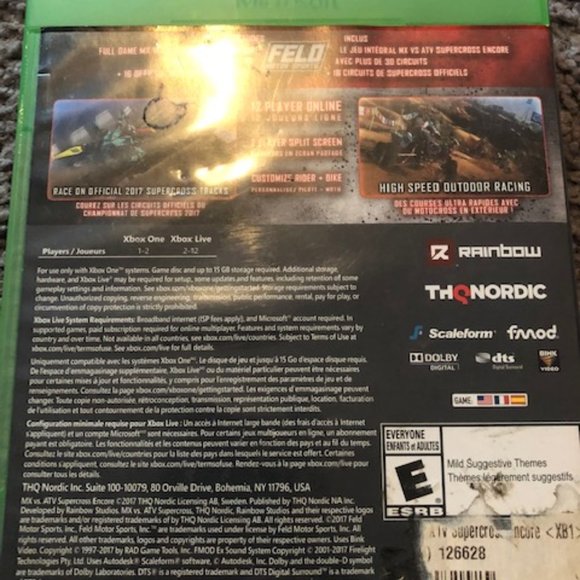 FULL GAME MX
INCLUS
LE JEU INTÉGRAL MX VS ATV SUPERCROSS ENCORE
AVEC PLUS DE 30 CIRCUITS
+ 16 CIRCUITS DE SUPERCROSS OFFICIELS
FELD
MOTOR SPORTS
12 PLAYER ONLINE
12 JOUEURS LIGNE
PLAYER SPLIT SCREEN
JOUEURS EN ÉCRAN PARTAGÉ
CUSTOMIZE RIDER + BIKE
PERSONNALISEZ PILOTE + MOTO
RACE ON OFFICIAL 2017 SUPERCROSS TRACKS
COUREZ SUR LES CIRCUITS OFFICIELS DU
CHAMPIONNAT DE SUPERCROSS 2017
HIGH SPEED OUTDOOR RACING
DES COURSES ULTRA RAPIDES AVEC DU
MOTOCROSS EN EXTÉRIEUR !
Xbox One Xbox Live
Players / Joueurs 1-2 2-12
For use only with Xbox One™ systems. Game disc and up to 15 GB storage required. Additional storage,
hardware, and Xbox Live™ may be required for setup, some updates and features, including retention of some
gameplay settings and information. See xbox.com/xboxone/gettingstarted. Storage requirements subject to
change. Unauthorized copying, reverse engineering, transmission, public performance, rental, pay for play, or
circumvention of copy protection is strictly prohibited.
Xbox Live System Requirements: Broadband internet (ISP fees apply), and Microsoft™ account required. In
supported games, paid subscription required for online multiplayer. Features and system requirements vary by
country and over time. Not available in all countries, see xbox.com/live/countries. Subject to Terms of Use at
xbox.com/live/termsofuse. See xbox.com/live for full details.
Uniquement compatible avec les systèmes Xbox One™. Le disque de jeu et jusqu'à 15 Go d'espace disque requis.
De l'espace d'emmagasinage supplémentaire, Xbox Live™ ou du matériel particulier peuvent être nécessaires
pour certaines mises à jour et fonctionnalités, y compris pour l'enregistrement des paramètres de jeu et de
renseignements. Consultez la page xbox.com/xboxone/gettingstarted. Les exigences d'emmagasinage peuvent
changer. Toute copie non-autorisée, rétroconception, transmission, représentation publique, location, facturation
de l'utilisation et tout contournement de la protection contre la copie sont strictement interdits.
Configuration minimale requise pour Xbox Live : Un accès à Internet large bande (des frais d'accès à Internet
s'appliquent) et un compte Microsoft™ sont nécessaires. Pour certains jeux multijoueurs en ligne, un abonnement
payant est obligatoire. Les fonctionnalités et les contenus peuvent varier en fonction des pays et au fil du temps.
Consultez le site xbox.com/live/countries pour la liste des pays dans lesquels le service est offert. Certaines
conditions s'appliquent, consultez le site xbox.com/live/termsofuse. Rendez-vous à la page xbox.com/live pour
consulter tous les détails.
RAINBOW
THQ NORDIC
Scaleform fmod
DOLBY DIGITAL dts Digital Surround BINK VIDEO
GAME:
EVERYONE
ENFANTS et ADULTES
E
ESRB
Mild Suggestive Themes
Thèmes légèrement suggestifs
THQ Nordic Inc. Suite 100-10079, 80 Orville Drive, Bohemia, NY 11796, USA
MX vs. ATV Supercross Encore ©2017 THQ Nordic Licensing AB, Sweden. Published by THQ Nordic NA Inc.
Developed by Rainbow Studios. MX vs. ATV Supercross, THQ Nordic, Rainbow Studios and their respective
logos are trademarks and/or registered trademarks of THQ Nordic Licensing AB. All rights reserved. ©2017 Feld
Motor Sports, Inc. Feld Motor Sports, Inc.™ are trademarks used under license by Feld Motor Sports, Inc. All
rights reserved. All other trademarks, logos and copyrights are property of their respective owners. Uses Bink
Video. Copyright © 1997-2017 by RAD Game Tools, Inc. FMOD Ex Sound System Copyright © 2001-2017 Firelight
Technologies Pty, Ltd. Uses Autodesk® Scaleform® software, © Autodesk, Inc. Dolby and the double-D symbol are
trademarks of Dolby Laboratories. DTS® is a registered trademark and DTS Digital Surround™ is a trademark
ATV Supercross Encore <XB1>
) 126628